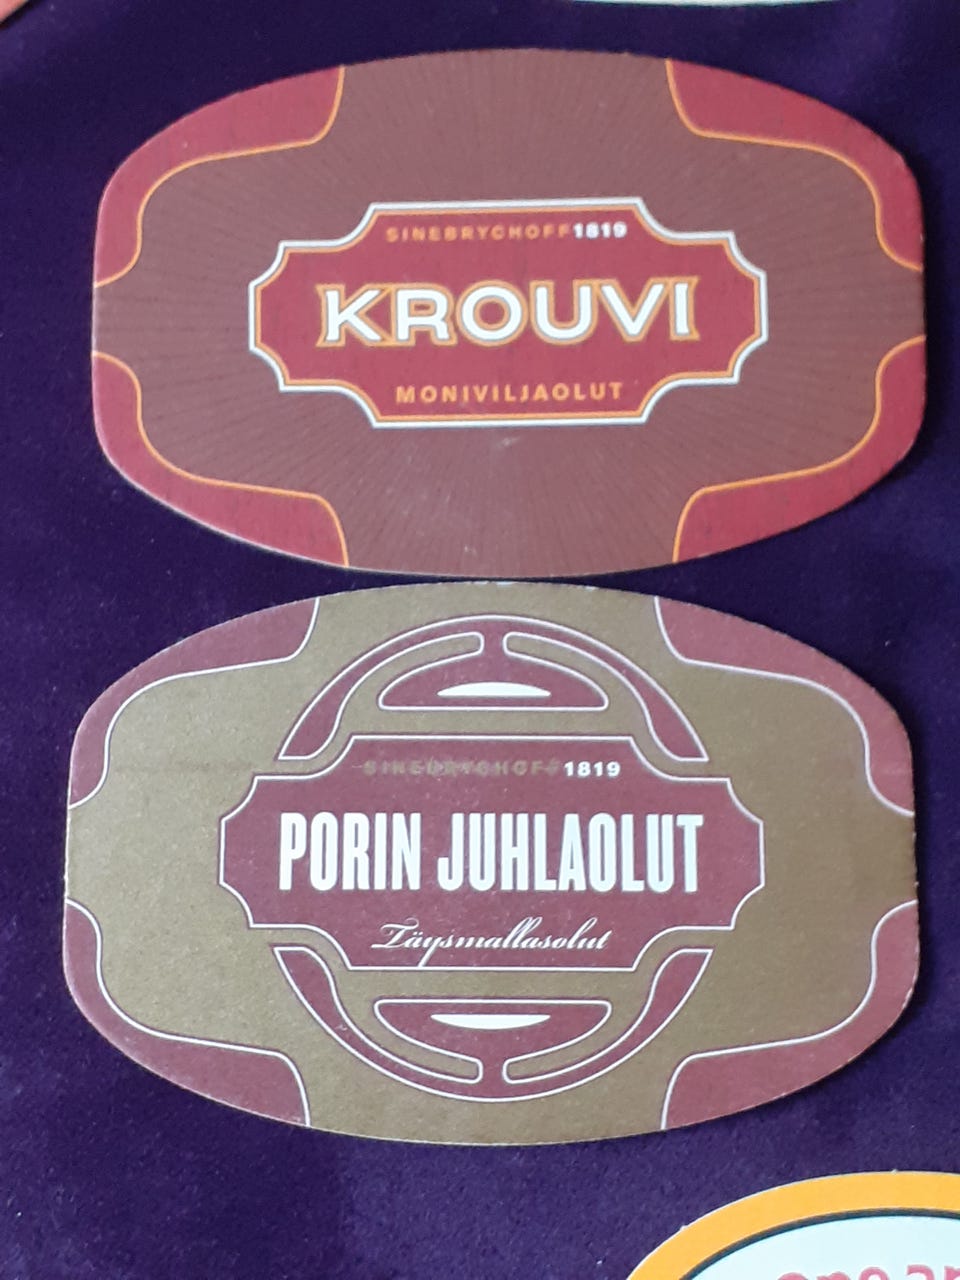 SINEBRYCHOFF1819
KROUVI
MONIVILJAOLUT
SINEBRYCHOFF1819
PORIN JUHLAOLUT
Täysmallasolut